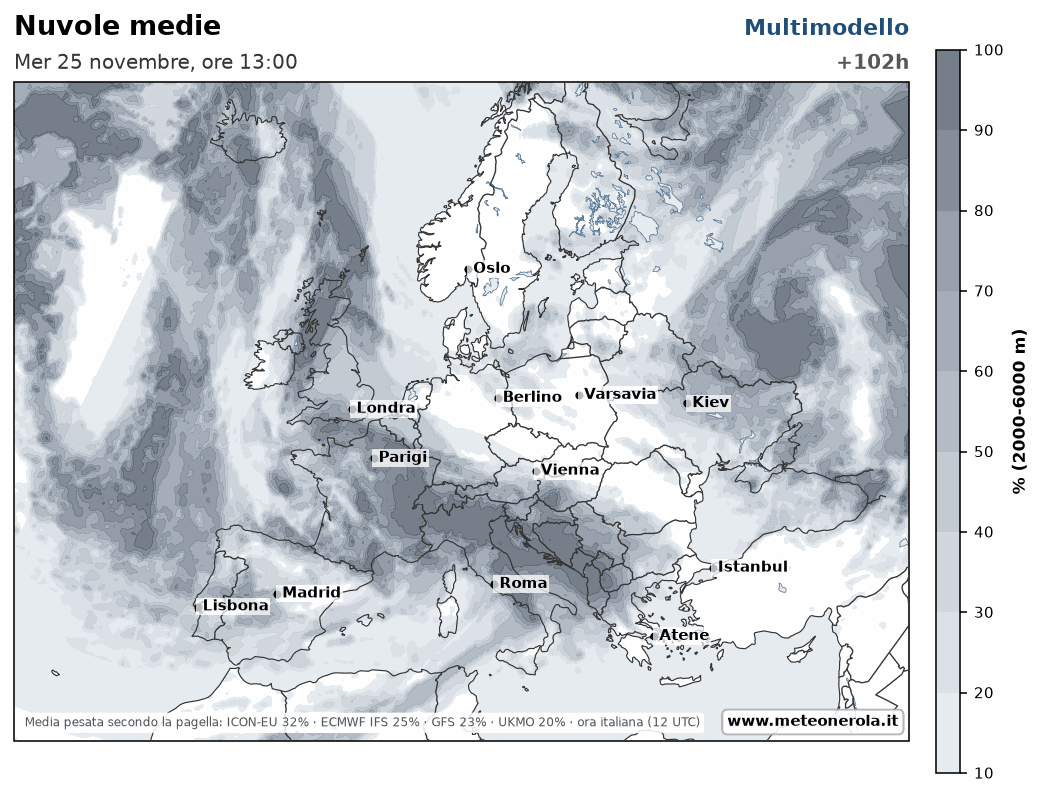 Nuvole medie
Multimodello
Mer 25 novembre, ore 13:00
+102h
100
90
80
70
60
50
40
30
20
10
% (2000-6000 m)
Oslo
Berlino
Varsavia
Kiev
Londra
Parigi
Vienna
Istanbul
Roma
Madrid
Lisbona
Atene
Media pesata secondo la pagella: ICON-EU 32% · ECMWF IFS 25% · GFS 23% · UKMO 20% · ora italiana (12 UTC)
www.meteonerola.it